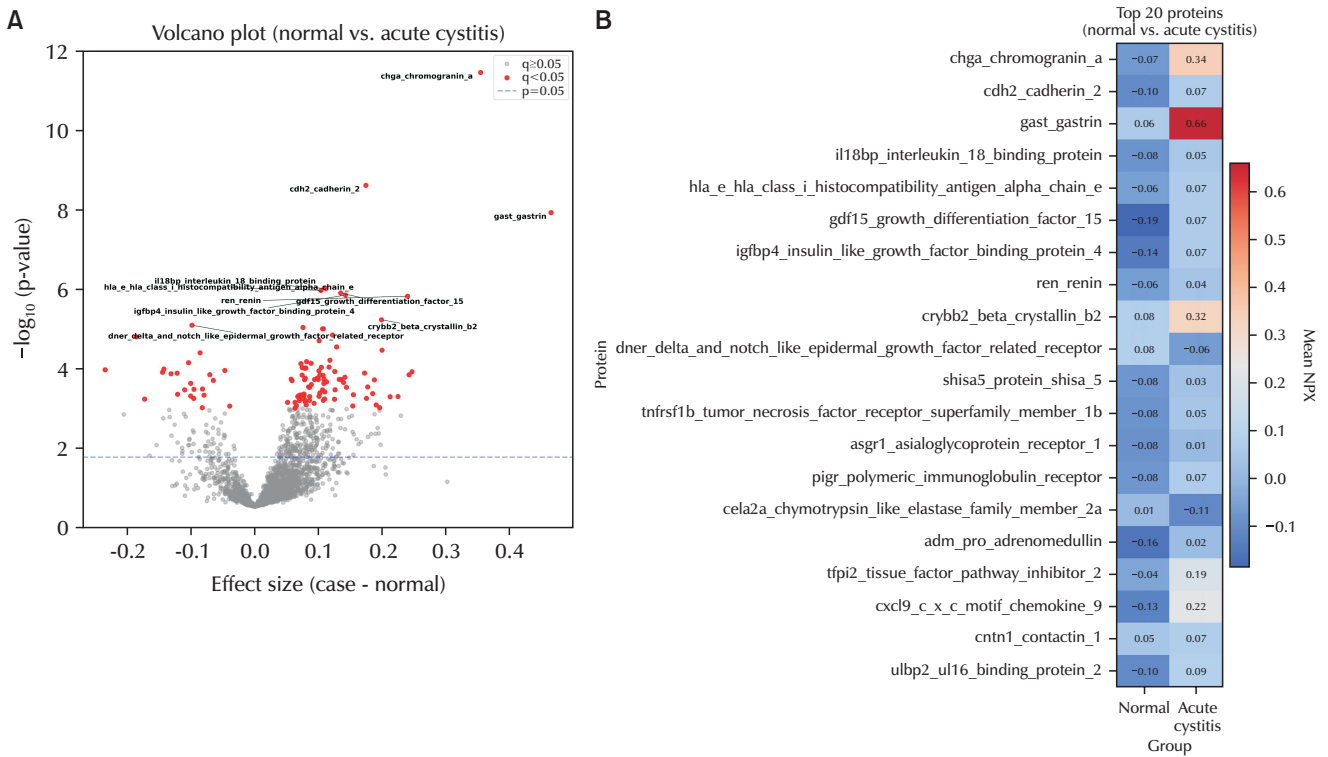 A
Volcano plot (normal vs. acute cystitis)
12
10
8
6
4
2
0
−log10 (p-value)
-0.2
-0.1
0.0
0.1
0.2
0.3
0.4
Effect size (case - normal)
q≥0.05
q<0.05
p=0.05
chga_chromogranin_a
cdh2_cadherin_2
gast_gastrin
il18bp_interleukin_18_binding_protein
hla_e_hla_class_i_histocompatibility_antigen_alpha_chain_e
ren_renin
gdf15_growth_differentiation_factor_15
igfbp4_insulin_like_growth_factor_binding_protein_4
crybb2_beta_crystallin_b2
dner_delta_and_notch_like_epidermal_growth_factor_related_receptor
B
Top 20 proteins
(normal vs. acute cystitis)
Protein
chga_chromogranin_a −0.07 0.34
cdh2_cadherin_2 −0.10 0.07
gast_gastrin 0.06 0.66
il18bp_interleukin_18_binding_protein −0.08 0.05
hla_e_hla_class_i_histocompatibility_antigen_alpha_chain_e −0.06 0.07
gdf15_growth_differentiation_factor_15 −0.19 0.07
igfbp4_insulin_like_growth_factor_binding_protein_4 −0.14 0.07
ren_renin −0.06 0.04
crybb2_beta_crystallin_b2 0.08 0.32
dner_delta_and_notch_like_epidermal_growth_factor_related_receptor 0.08 −0.06
shisa5_protein_shisa_5 −0.08 0.03
tnfrsf1b_tumor_necrosis_factor_receptor_superfamily_member_1b −0.08 0.05
asgr1_asialoglycoprotein_receptor_1 −0.08 0.01
pigr_polymeric_immunoglobulin_receptor −0.08 0.07
cela2a_chymotrypsin_like_elastase_family_member_2a 0.01 −0.11
adm_pro_adrenomedullin −0.16 0.02
tfpi2_tissue_factor_pathway_inhibitor_2 −0.04 0.19
cxcl9_c_x_c_motif_chemokine_9 −0.13 0.22
cntn1_contactin_1 0.05 0.07
ulbp2_ul16_binding_protein_2 −0.10 0.09
Normal
Acute
cystitis
Group
0.6
0.5
0.4
0.3
0.2
0.1
0.0
−0.1
Mean NPX